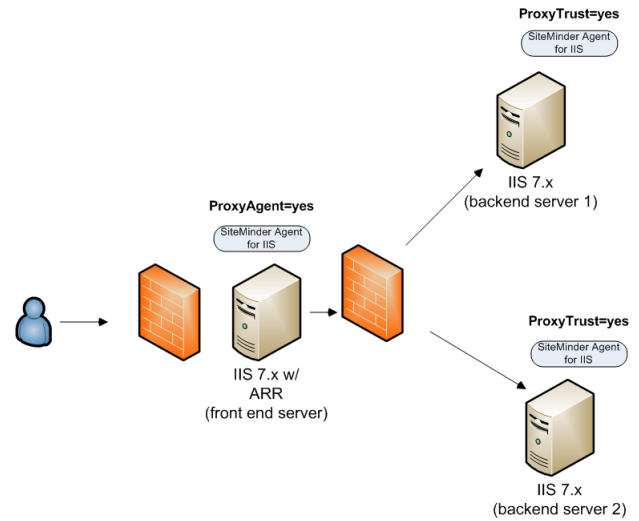 ProxyTrust=yes
SiteMinder Agent
for IIS
IIS 7.x
(backend server 1)
ProxyAgent=yes
SiteMinder Agent
for IIS
IIS 7.x w/
ARR
(front end server)
ProxyTrust=yes
SiteMinder Agent
for IIS
IIS 7.x
(backend server 2)